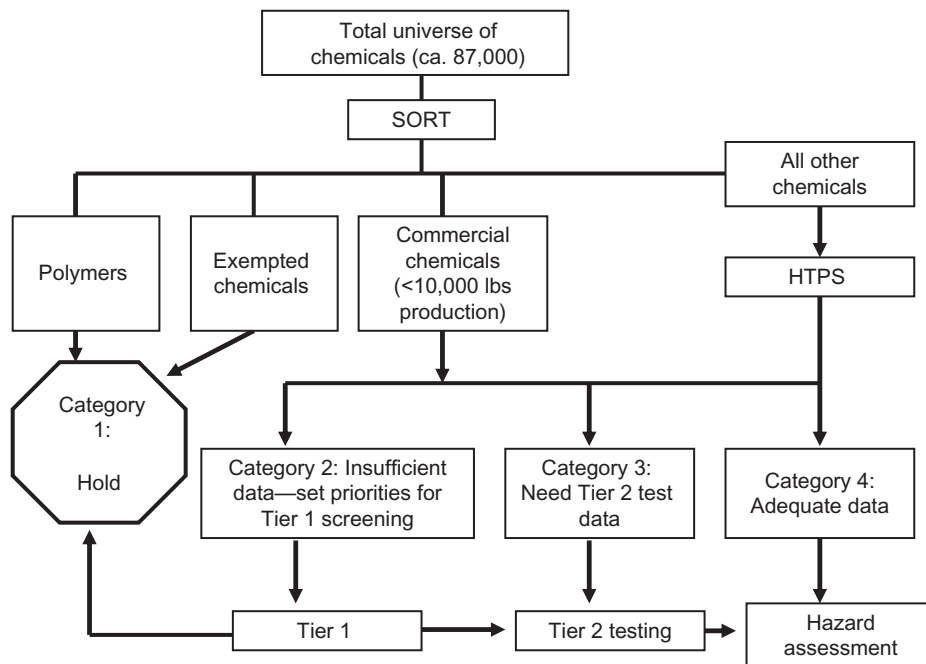 Total universe of
chemicals (ca. 87,000)
SORT
All other
chemicals
Polymers
Exempted
chemicals
Commercial
chemicals
(<10,000 lbs
production)
HTPS
Category
1:
Hold
Category 2: Insufficient
data—set priorities for
Tier 1 screening
Category 3:
Need Tier 2 test
data
Category 4:
Adequate data
Tier 1
Tier 2 testing
Hazard
assessment